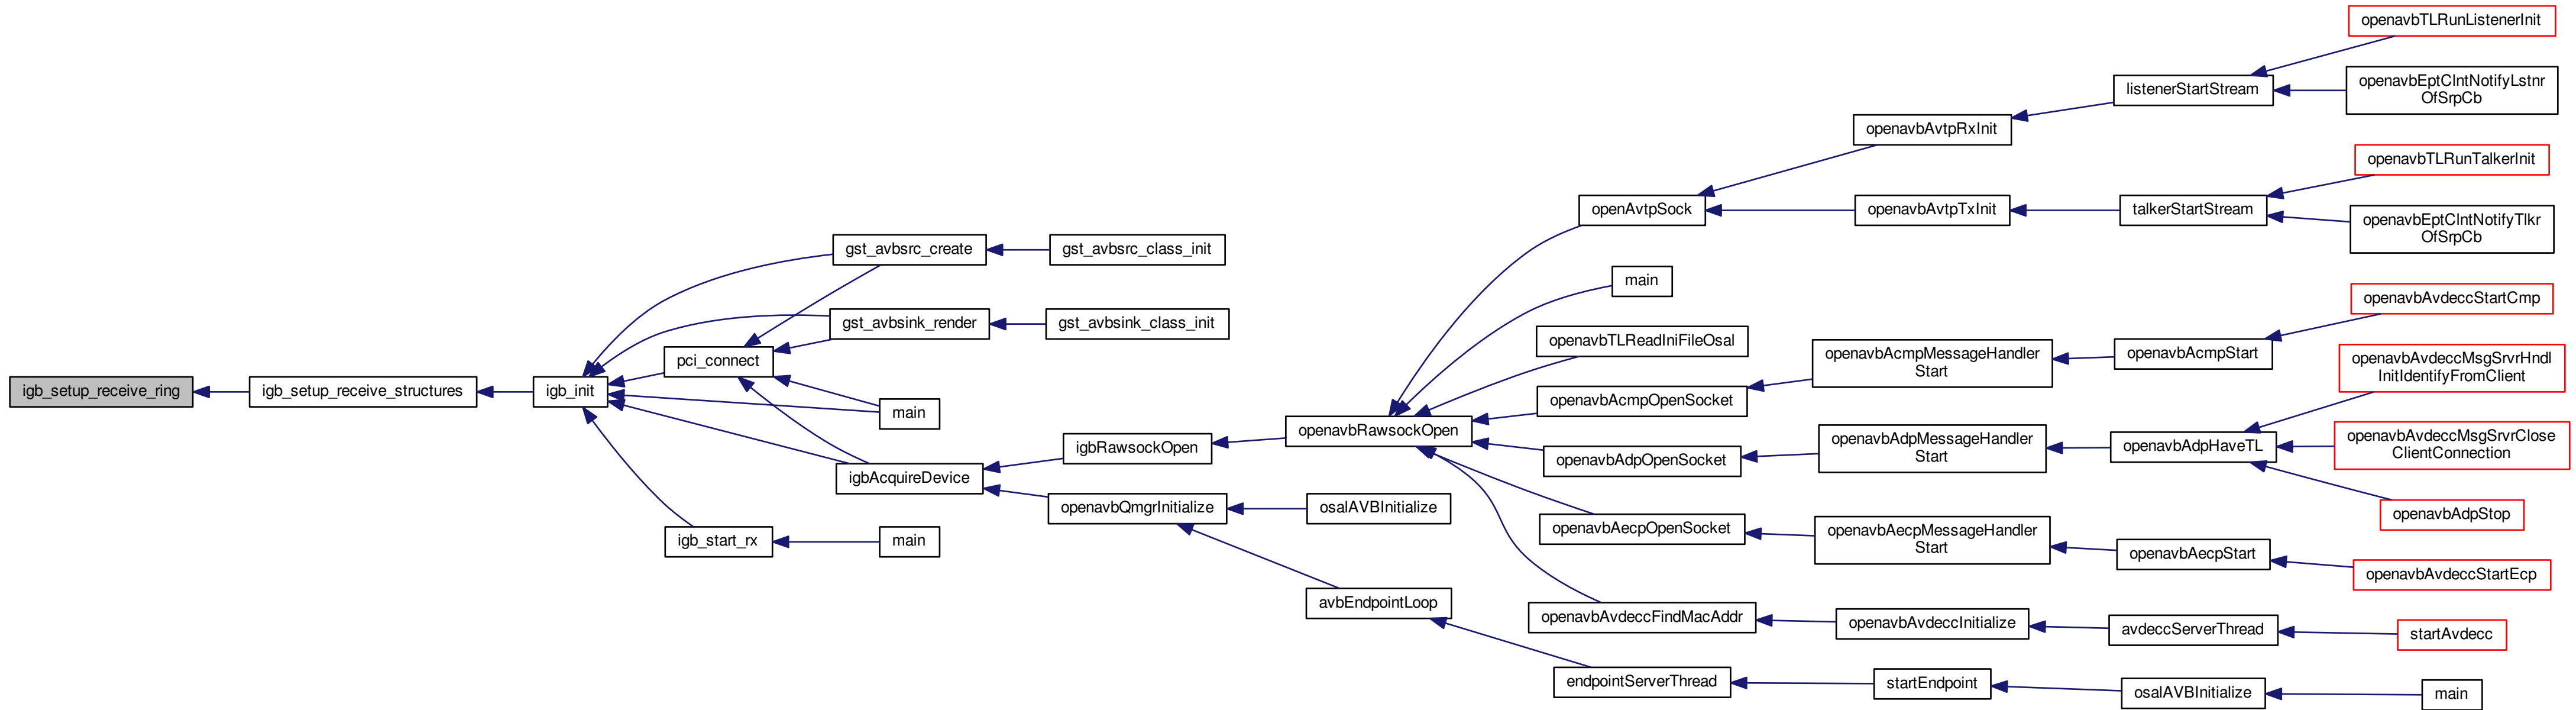 igb_setup_receive_ring
igb_setup_receive_structures
igb_init
gst_avbsrc_create
gst_avbsrc_class_init
gst_avbsink_render
gst_avbsink_class_init
pci_connect
main
igbAcquireDevice
igb_start_rx
main
igbRawsockOpen
openavbQmgrInitialize
osalAVBInitialize
avbEndpointLoop
openavbRawsockOpen
openAvtpSock
main
openavbTLReadIniFileOsal
openavbAcmpOpenSocket
openavbAdpOpenSocket
openavbAecpOpenSocket
openavbAvdeccFindMacAddr
endpointServerThread
openavbAvtpRxInit
openavbAvtpTxInit
openavbAcmpMessageHandler
Start
openavbAdpMessageHandler
Start
openavbAecpMessageHandler
Start
openavbAvdeccInitialize
startEndpoint
listenerStartStream
talkerStartStream
openavbAcmpStart
openavbAdpHaveTL
openavbAecpStart
avdeccServerThread
osalAVBInitialize
openavbTLRunListenerInit
openavbEptClntNotifyLstnr
OfSrpCb
openavbTLRunTalkerInit
openavbEptClntNotifyTlkr
OfSrpCb
openavbAvdeccStartCmp
openavbAvdeccMsgSrvrHndl
InitIdentifyFromClient
openavbAvdeccMsgSrvrClose
ClientConnection
openavbAdpStop
openavbAvdeccStartEcp
startAvdecc
main